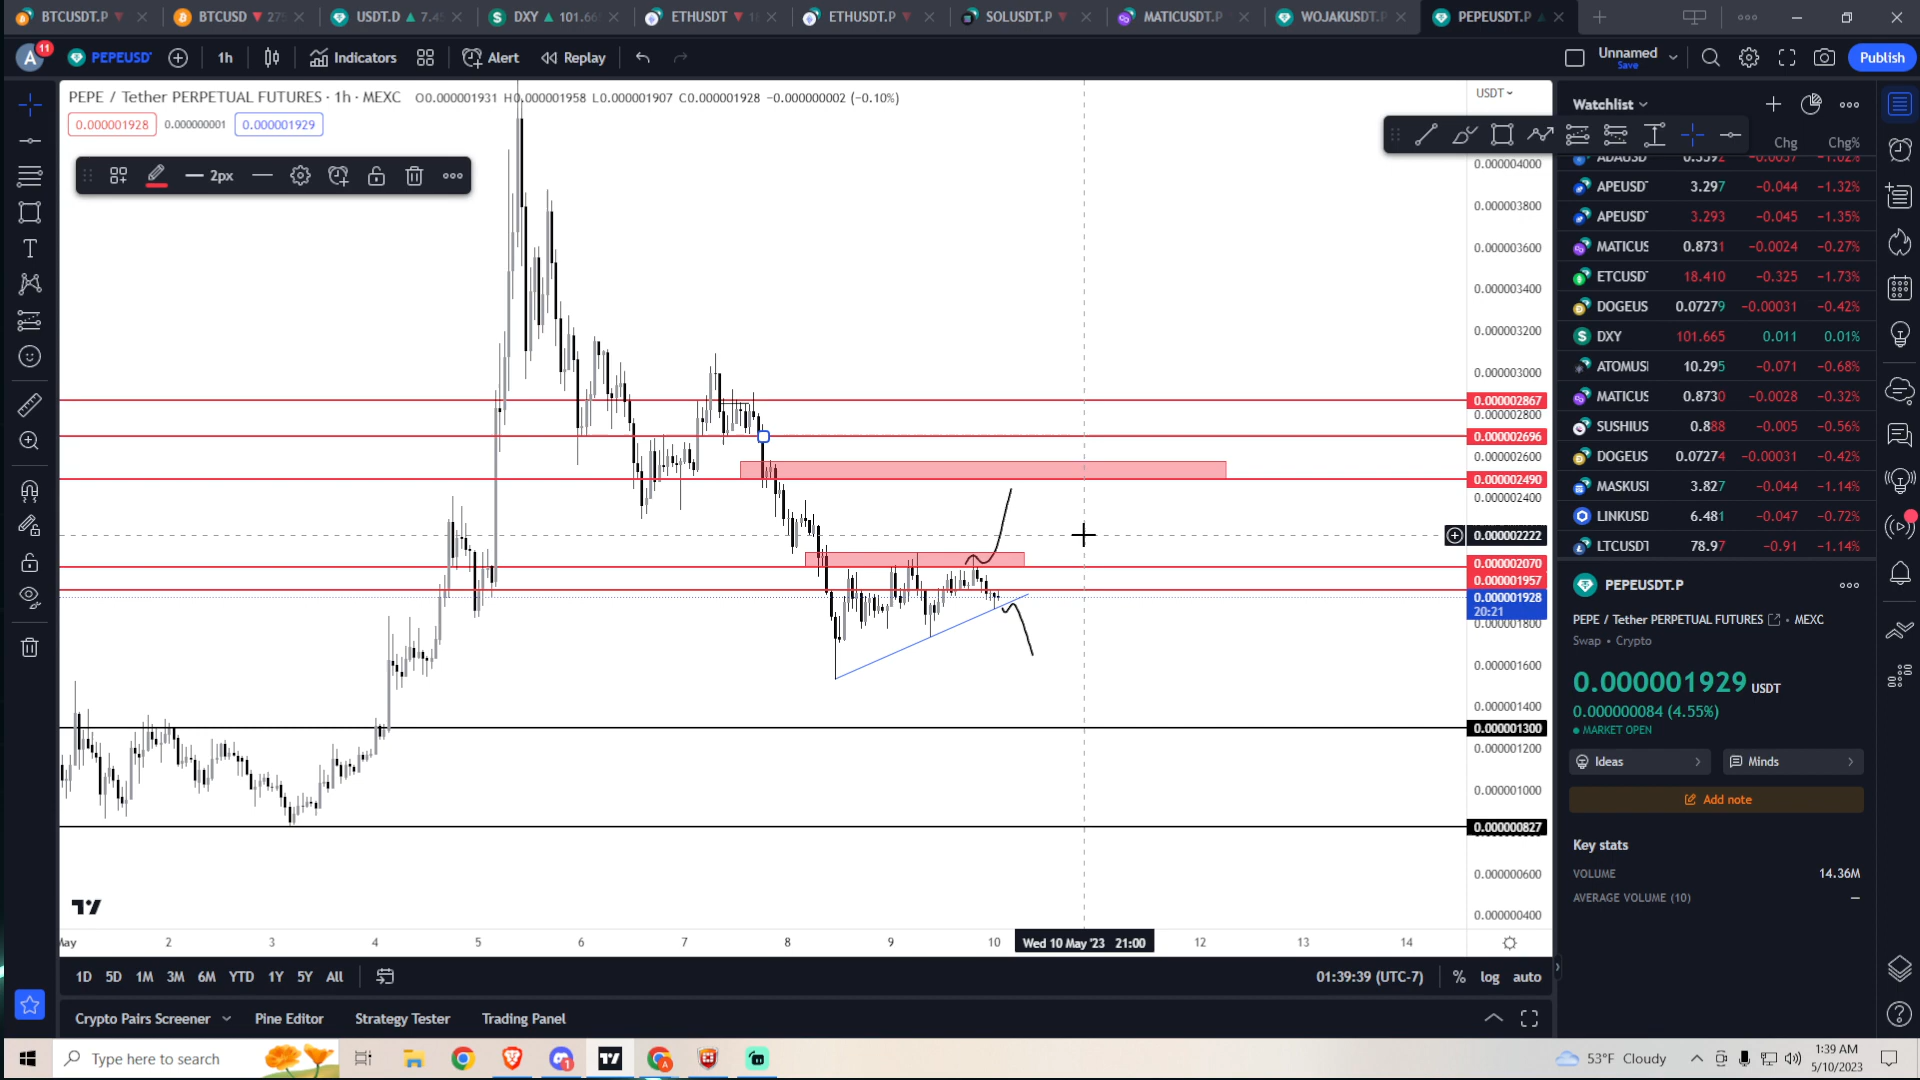 BTCUSDT.P
BTCUSD ▼ 275
USDT.D ▲ 7.4
DXY ▲ 101.66
ETHUSDT ▼
ETHUSDT.P ▼
SOLUSDT.P ▼
MATICUSDT.P
WOJAKUSDT.P
PEPEUSDT.P
A 11 PEPEUSD 1h Indicators Alert Replay
Unnamed
Save
Publish
PEPE / Tether PERPETUAL FUTURES · 1h · MEXC O0.000001931 H0.000001958 L0.000001907 C0.000001928 −0.000000002 (−0.10%)
0.000001928 0.000000001 0.000001929
2px
USDT
0.000004000
0.000003800
0.000003600
0.000003400
0.000003200
0.000003000
0.000002867
0.000002800
0.000002696
0.000002600
0.000002490
0.000002400
0.000002222
0.000002070
0.000001957
0.000001928
20:21
0.000001800
0.000001600
0.000001400
0.000001300
0.000001200
0.000001000
0.000000827
0.000000600
0.000000400
May 2 3 4 5 6 7 8 9 10 Wed 10 May '23 21:00 12 13 14
1D 5D 1M 3M 6M YTD 1Y 5Y All
01:39:39 (UTC-7) % log auto
Crypto Pairs Screener Pine Editor Strategy Tester Trading Panel
Watchlist
Chg Chg%
ADAUSD 0.3592 −0.0037 −1.02%
APEUSD 3.297 −0.044 −1.32%
APEUSD 3.293 −0.045 −1.35%
MATICUS 0.8731 −0.0024 −0.27%
ETCUSD 18.410 −0.325 −1.73%
DOGEUS 0.07279 −0.00031 −0.42%
DXY 101.665 0.011 0.01%
ATOMUS 10.295 −0.071 −0.68%
MATICUS 0.8730 −0.0028 −0.32%
SUSHIUS 0.888 −0.005 −0.56%
DOGEUS 0.07274 −0.00031 −0.42%
MASKUS 3.827 −0.044 −1.14%
LINKUSD 6.481 −0.047 −0.72%
LTCUSDT 78.97 −0.91 −1.14%
PEPEUSDT.P
PEPE / Tether PERPETUAL FUTURES • MEXC
Swap • Crypto
0.000001929 USDT
0.000000084 (4.55%)
MARKET OPEN
Ideas
Minds
Add note
Key stats
VOLUME 14.36M
AVERAGE VOLUME (10) —
Type here to search
53°F Cloudy
1:39 AM
5/10/2023